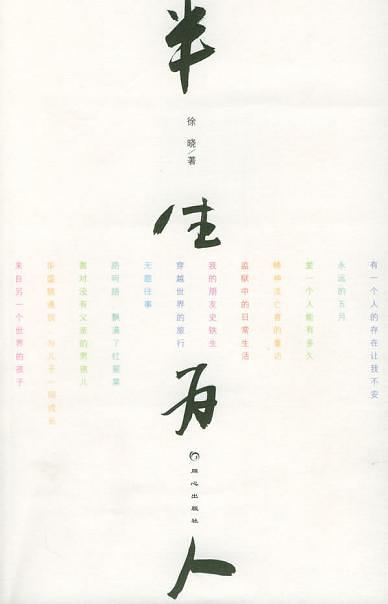 半生为人
徐晓/著
有一个人的存在让我不安
永远的五月
爱一个人能有多久
精神流亡者的童话
监狱中的日常生活
我的朋友史铁生
穿越世界的旅行
无题往事
路啊路 飘满了红罂粟
面对没有父亲的男孩儿
华盛顿通信 与儿子一同成长
来自另一个世界的孩子
同心出版社